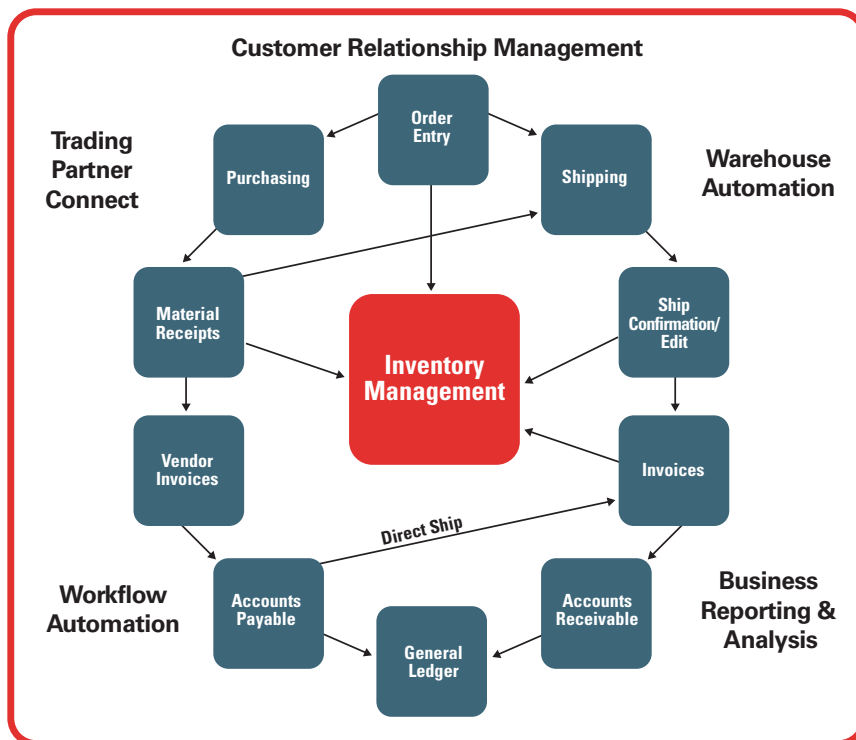 Customer Relationship Management
Order
Entry
Trading
Partner
Connect
Purchasing
Shipping
Warehouse
Automation
Material
Receipts
Ship
Confirmation/
Edit
Inventory
Management
Vendor
Invoices
Invoices
Direct Ship
Workflow
Automation
Accounts
Payable
Accounts
Receivable
Business
Reporting &
Analysis
General
Ledger